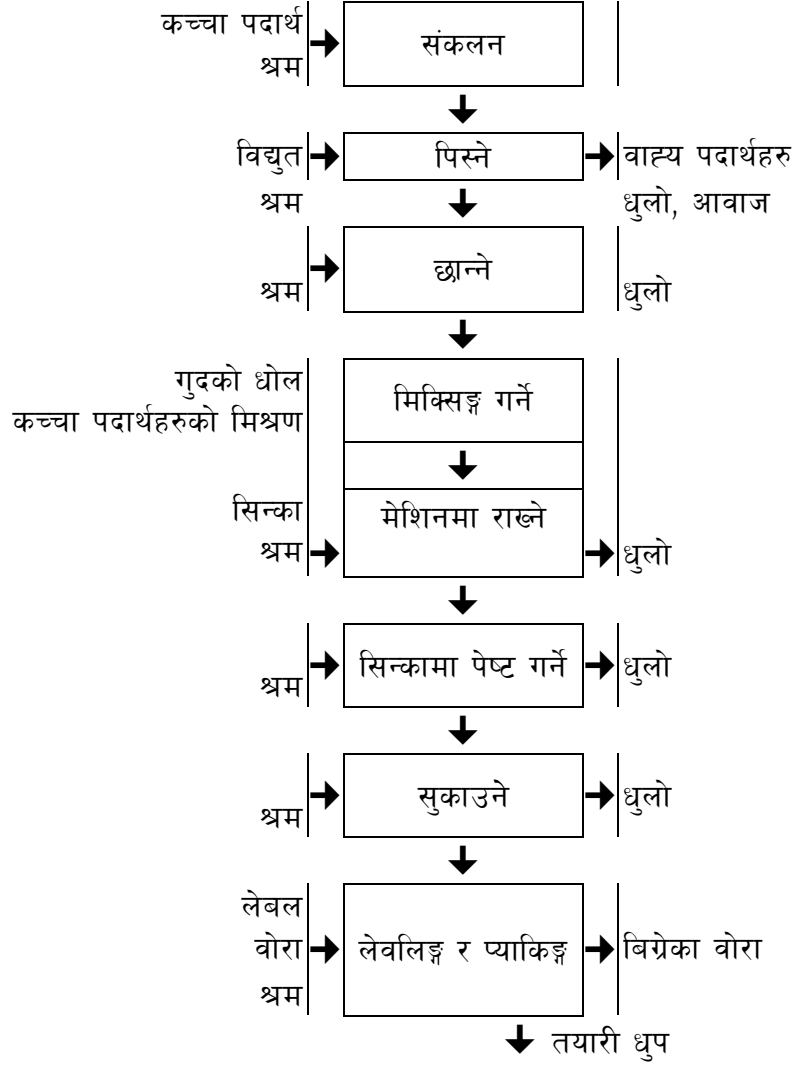 कच्चा पदार्थ
श्रम
संकलन
विद्युत
श्रम
पिस्ने
वाह्य पदार्थहरु
धुलो, आवाज
श्रम
छान्ने
धुलो
गुदको धोल
कच्चा पदार्थहरुको मिश्रण
मिक्सिङ्ग गर्ने
सिन्का
श्रम
मेशिनमा राख्ने
धुलो
श्रम
सिन्कामा पेष्ट गर्ने
धुलो
श्रम
सुकाउने
धुलो
लेबल
वोरा
श्रम
लेवलिङ्ग र प्याकिङ्ग
बिग्रेका वोरा
तयारी धुप